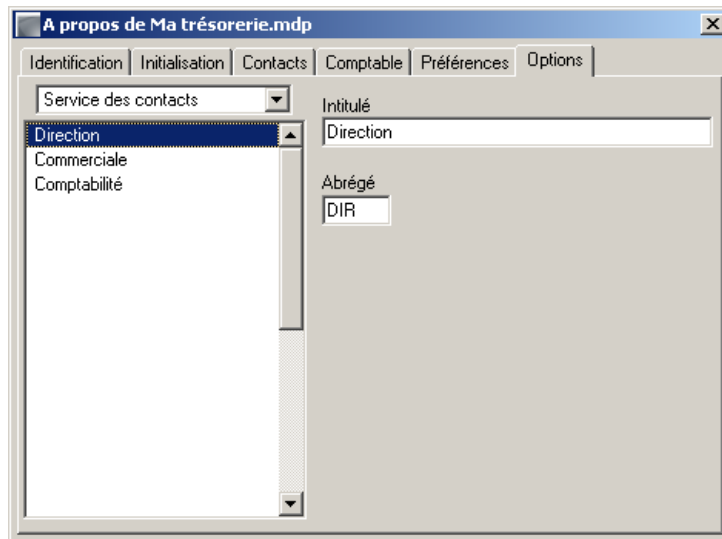 A propos de Ma trésorerie.mdp
Identification Initialisation Contacts Comptable Préférences Options
Service des contacts
Direction
Commerciale
Comptabilité
Intitulé
Direction
Abrégé
DIR